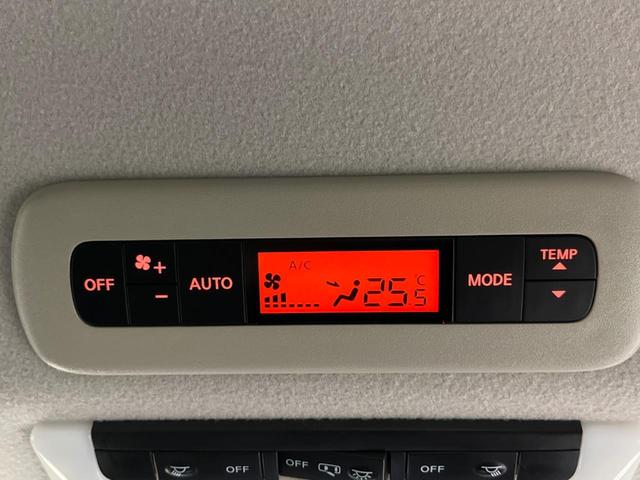 OFF
+
-
AUTO
A/C
25.5 °C
MODE
TEMP
OFF
OFF
OFF